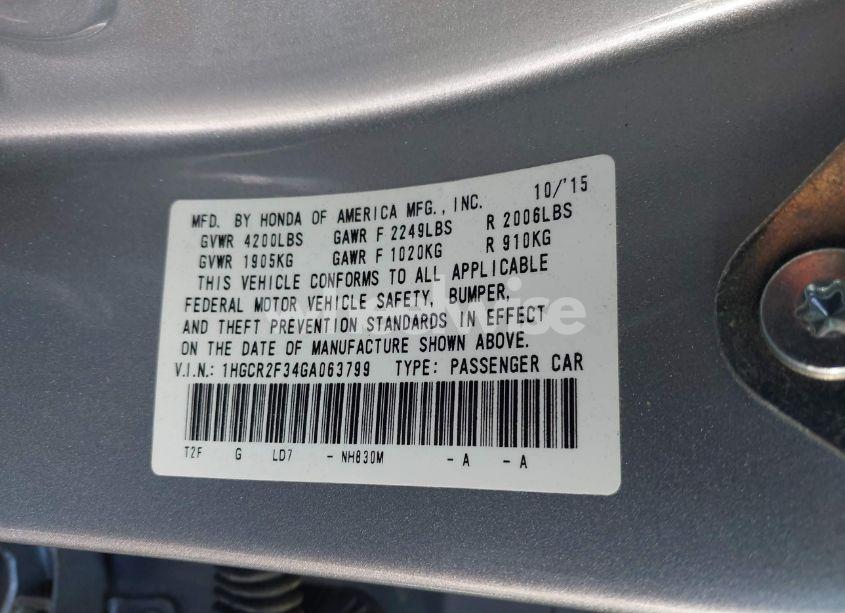 MFD. BY HONDA OF AMERICA MFG., INC. 10/'15
GVWR 4200LBS GAWR F 2249LBS R 2006LBS
GVWR 1905KG GAWR F 1020KG R 910KG
THIS VEHICLE CONFORMS TO ALL APPLICABLE
FEDERAL MOTOR VEHICLE SAFETY, BUMPER,
AND THEFT PREVENTION STANDARDS IN EFFECT
ON THE DATE OF MANUFACTURE SHOWN ABOVE.
V.I.N.: 1HGCR2F34GA063799 TYPE: PASSENGER CAR
T2F G LD7 - NH830M - A - A